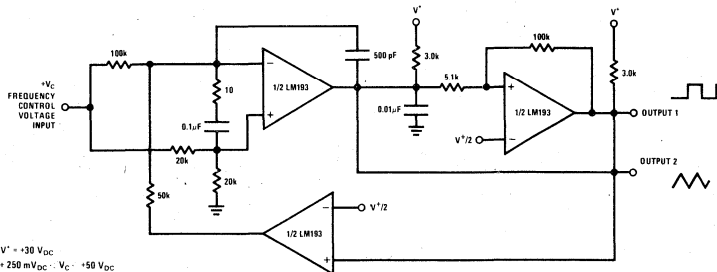 V+
V+
100k
500 pF
3.0k
100k
3.0k
+VC
FREQUENCY
CONTROL
VOLTAGE
INPUT
10
−
+
1/2 LM193
5.1k
+
−
1/2 LM193
OUTPUT 1
0.1µF
0.01µF
V+/2
20k
OUTPUT 2
20k
50k
−
+
1/2 LM193
V+/2
V+ = +30 VDC
+ 250 mVDC · VC · +50 VDC